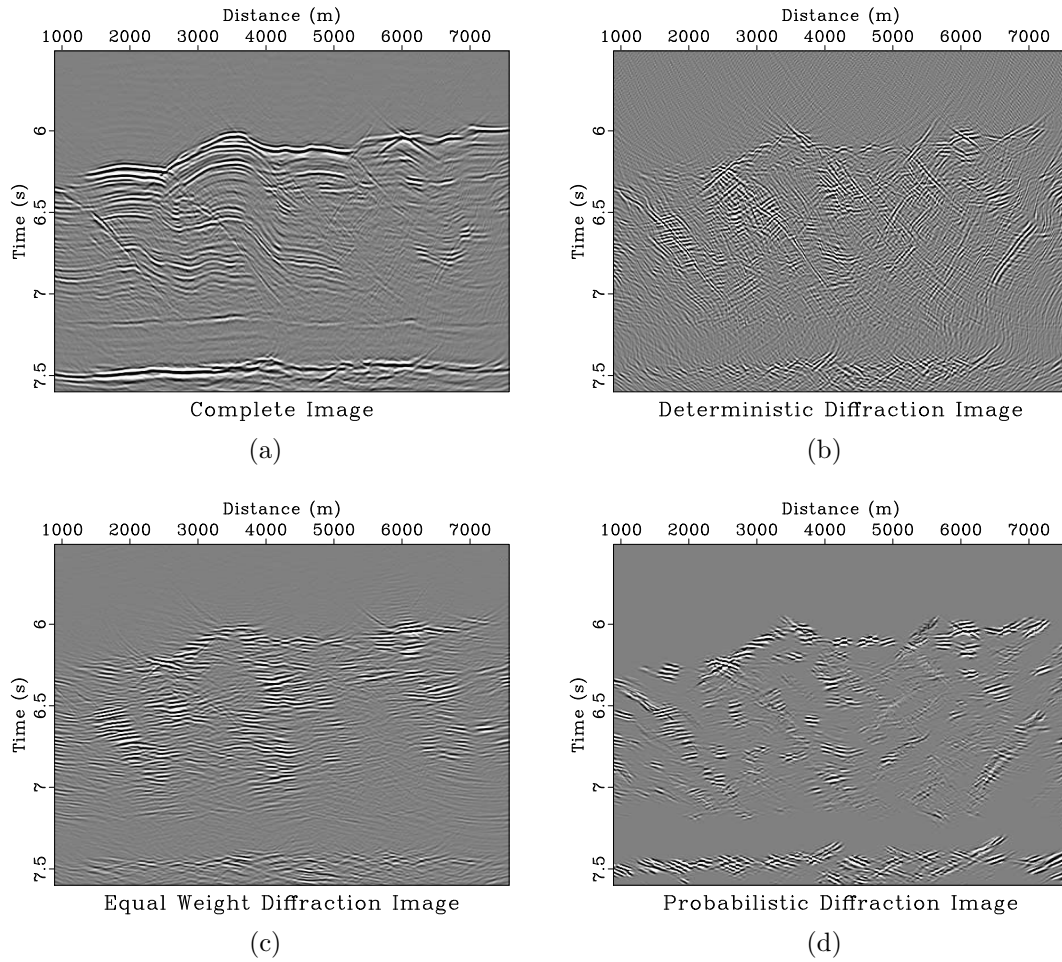 Distance (m)
1000 2000 3000 4000 5000 6000 7000
Time (s)
6
6.5
7
7.5
Complete Image
(a)
Distance (m)
1000 2000 3000 4000 5000 6000 7000
Time (s)
6
6.5
7
7.5
Deterministic Diffraction Image
(b)
Distance (m)
1000 2000 3000 4000 5000 6000 7000
Time (s)
6
6.5
7
7.5
Equal Weight Diffraction Image
(c)
Distance (m)
1000 2000 3000 4000 5000 6000 7000
Time (s)
6
6.5
7
7.5
Probabilistic Diffraction Image
(d)